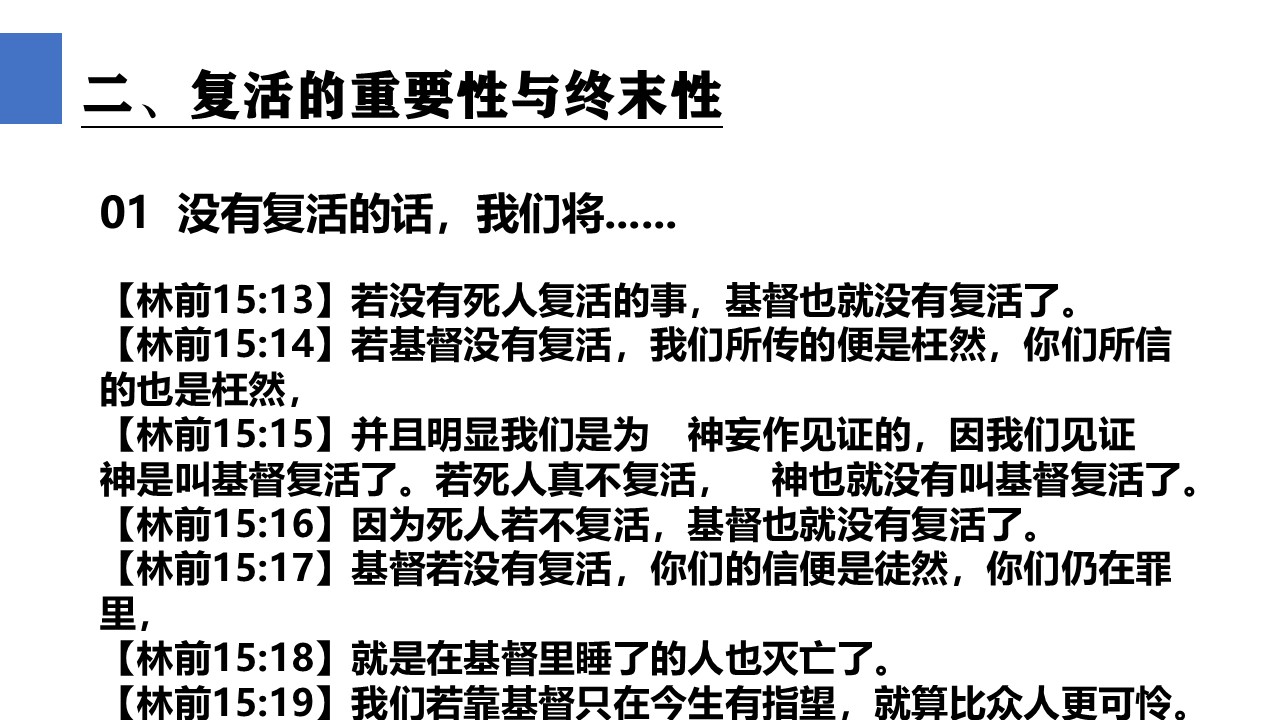 二、复活的重要性与终末性
01 没有复活的话，我们将……
【林前15:13】若没有死人复活的事，基督也就没有复活了。
【林前15:14】若基督没有复活，我们所传的便是枉然，你们所信
的也是枉然，
【林前15:15】并且明显我们是为　神妄作见证的，因我们见证
神是叫基督复活了。若死人真不复活，　神也就没有叫基督复活了。
【林前15:16】因为死人若不复活，基督也就没有复活了。
【林前15:17】基督若没有复活，你们的信便是徒然，你们仍在罪
里，
【林前15:18】就是在基督里睡了的人也灭亡了。
【林前15:19】我们若靠基督只在今生有指望，就算比众人更可怜。